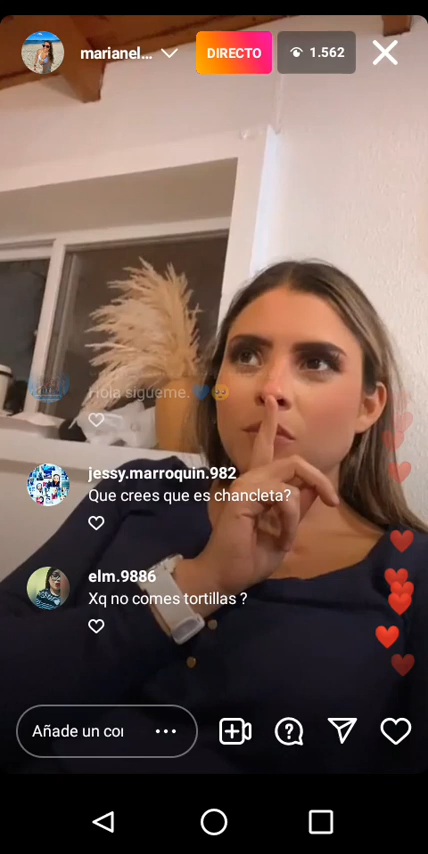 marianel...
DIRECTO
1.562
Hola sigueme.💙🥺
jessy.marroquin.982
Que crees que es chancleta?
elm.9886
Xq no comes tortillas ?
Añade un co
...